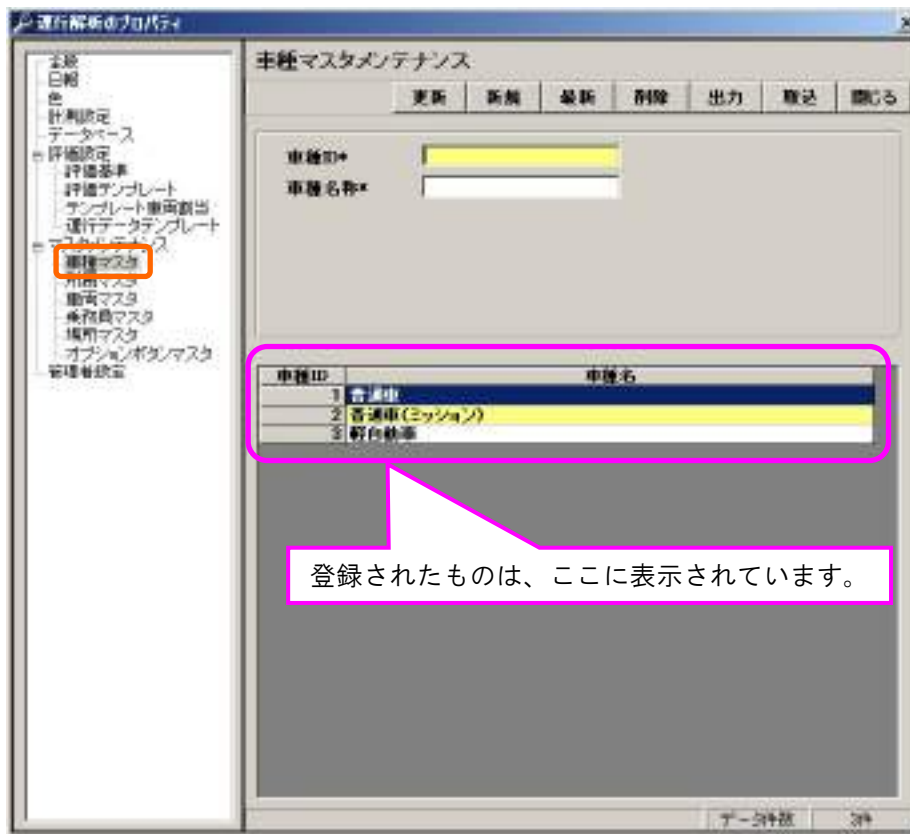 運行解析のプロパティ
全般
日報
色
計測設定
データベース
評価設定
評価基準
評価テンプレート
テンプレート車両割当
運行データテンプレート
マスタメンテナンス
車種マスタ
車両マスタ
乗務員マスタ
場所マスタ
オプションボタンマスタ
管理者設定
車種マスタメンテナンス
更新 新規 最新 削除 出力 取込 閉じる
車種ID*
車種名称*
車種ID 車種名
1 普通車
2 普通車(ミッション)
3 軽自動車
登録されたものは、ここに表示されています。
データ件数 3件